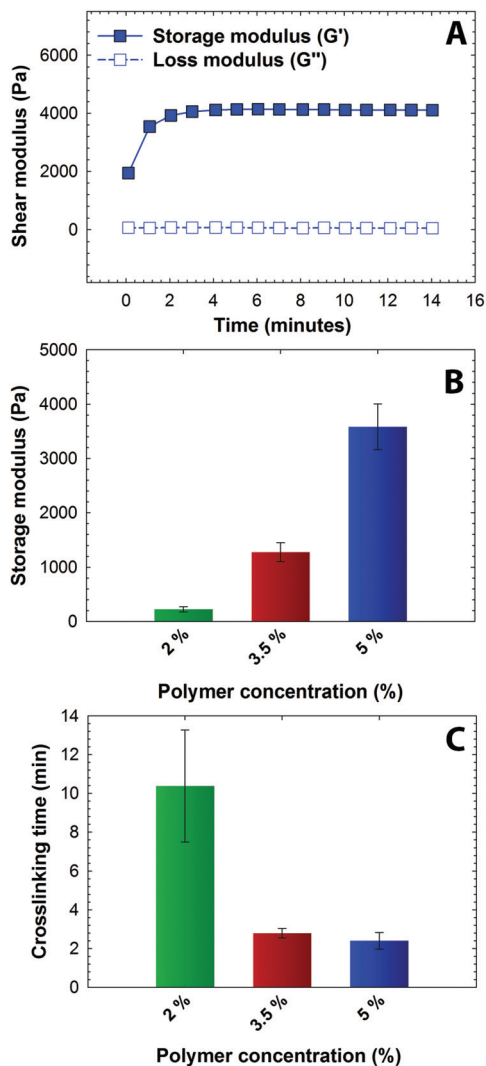 A
Storage modulus (G')
Loss modulus (G'')
Shear modulus (Pa)
6000
4000
2000
0
0 2 4 6 8 10 12 14 16
Time (minutes)
B
Storage modulus (Pa)
5000
4000
3000
2000
1000
0
2 % 3.5 % 5 %
Polymer concentration (%)
C
Crosslinking time (min)
14
12
10
8
6
4
2
0
2 % 3.5 % 5 %
Polymer concentration (%)